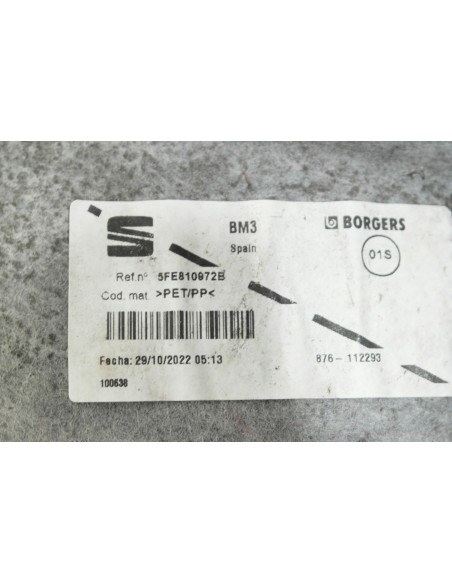 BM3
BORGERS
Spain
01S
Ref.n° 5FE810972B
Cod. mat. >PET/PP<
Fecha: 29/10/2022 05:13
876- 112293
100638